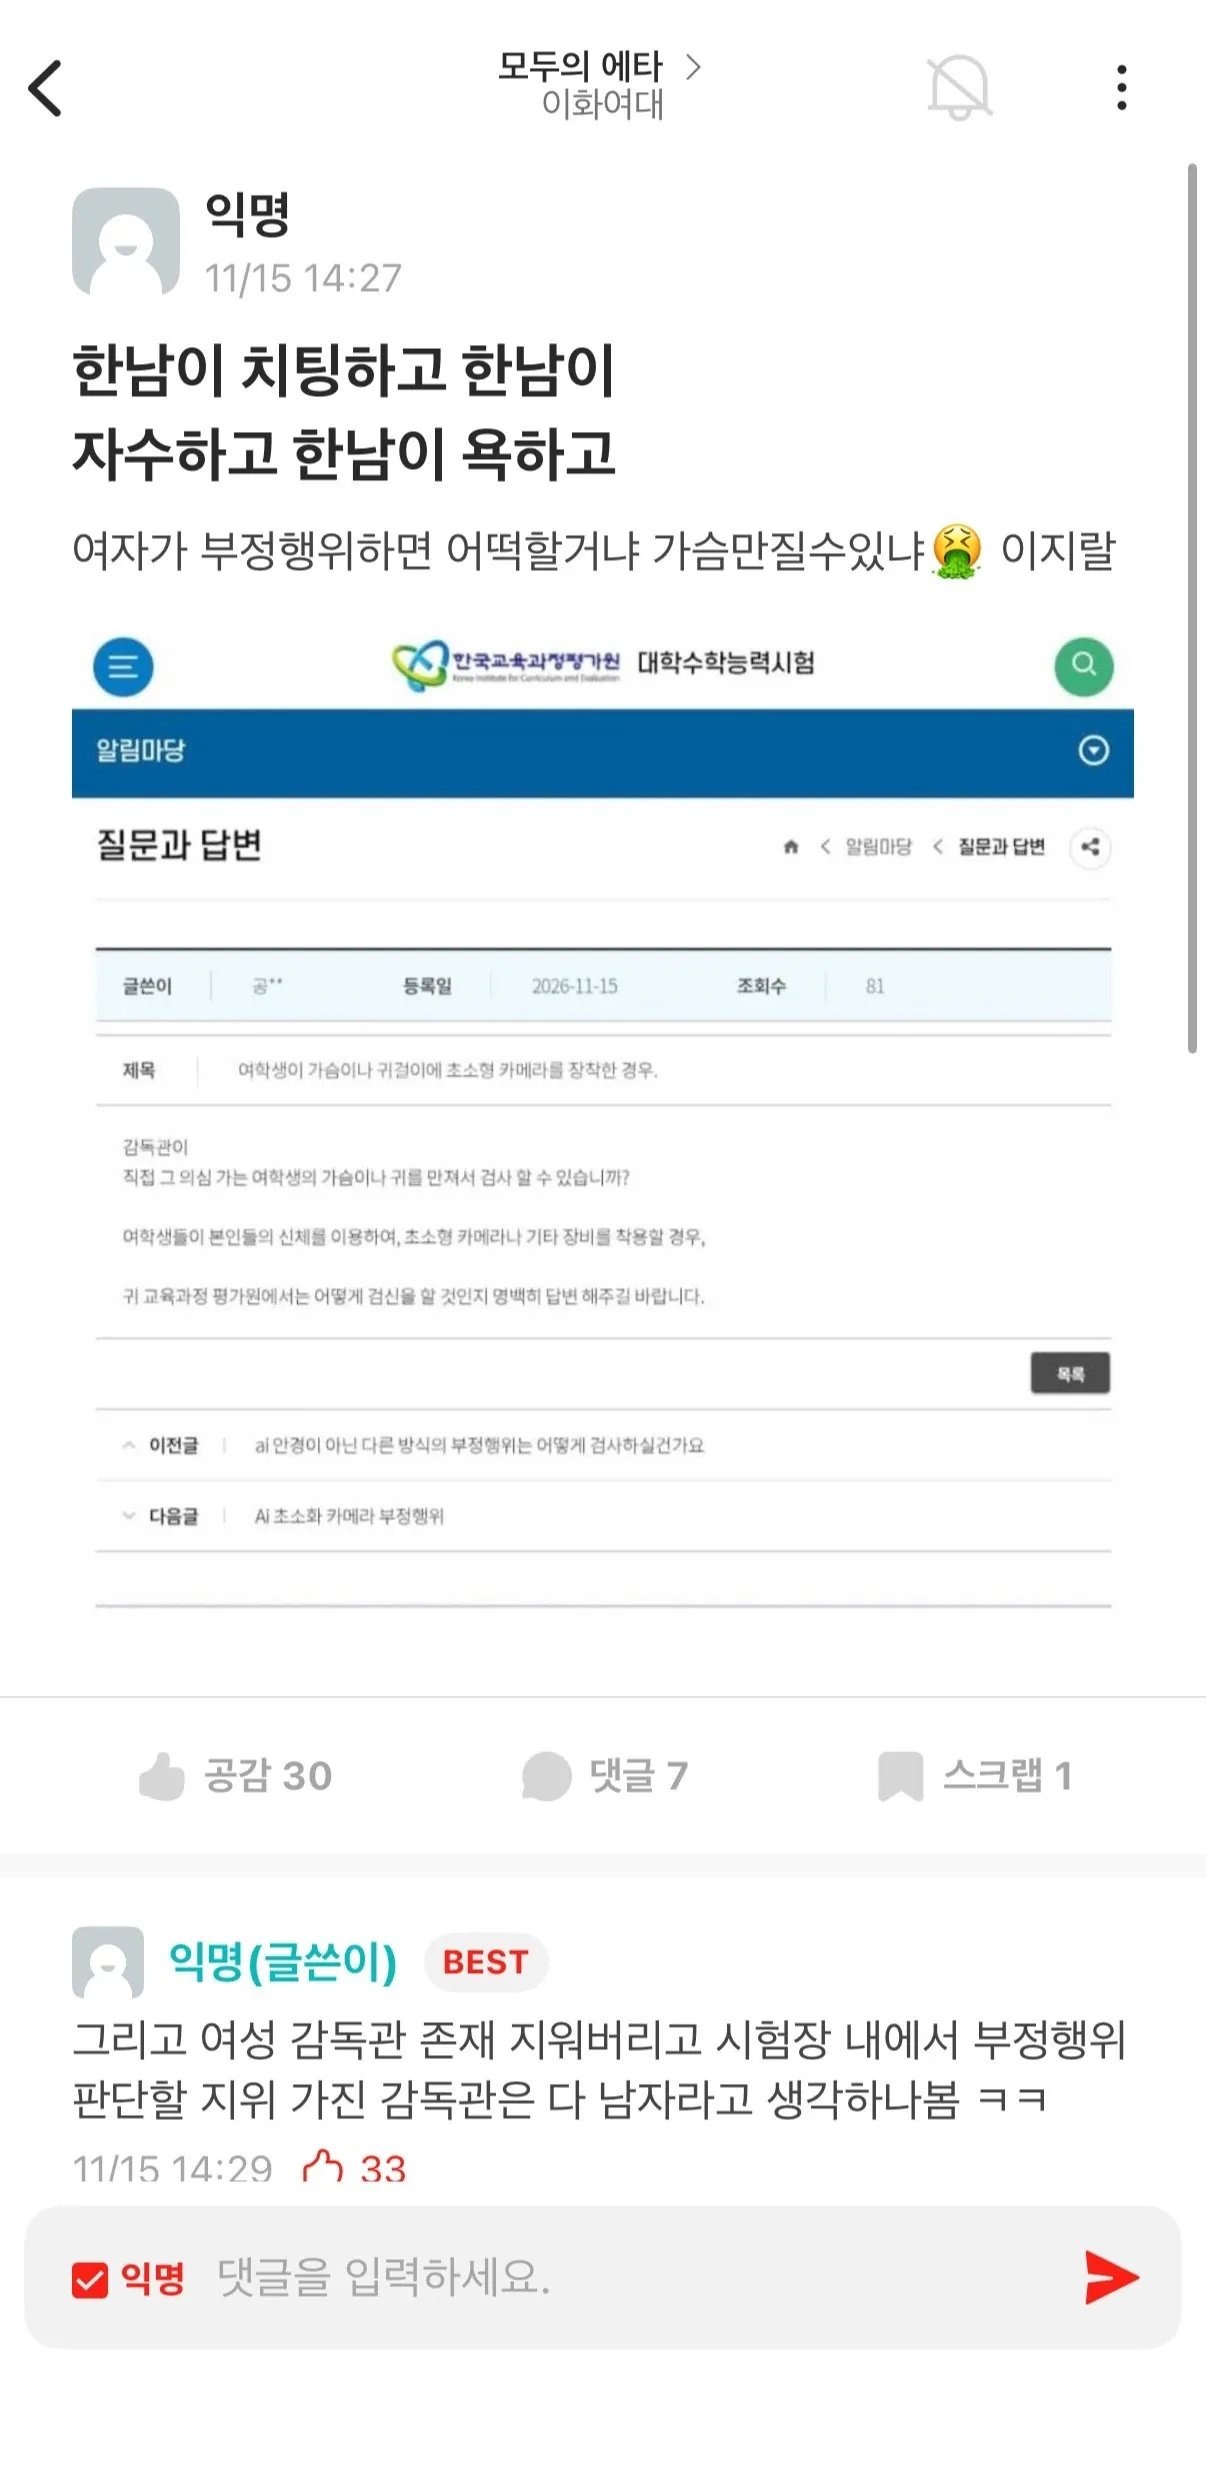 모두의 에타
이화여대
익명
11/15 14:27
한남이 치팅하고 한남이
자수하고 한남이 욕하고
여자가 부정행위하면 어떡할거냐 가슴만질수있냐🤮 이지랄
한국교육과정평가원 대학수학능력시험
Korea Institute for Curriculum and Evaluation
알림마당
질문과 답변
< 알림마당 < 질문과 답변
글쓴이 공** 등록일 2026-11-15 조회수 81
제목 여학생이 가슴이나 귀걸이에 초소형 카메라를 장착한 경우.
감독관이
직접 그 의심 가는 여학생의 가슴이나 귀를 만져서 검사 할 수 있습니까?
여학생들이 본인들의 신체를 이용하여, 초소형 카메라나 기타 장비를 착용할 경우,
귀 교육과정 평가원에서는 어떻게 검신을 할 것인지 명백히 답변 해주길 바랍니다.
목록
이전글 ai 안경이 아닌 다른 방식의 부정행위는 어떻게 검사하실건가요
다음글 Ai 초소화 카메라 부정행위
공감 30 댓글 7 스크랩 1
익명(글쓴이) BEST
그리고 여성 감독관 존재 지워버리고 시험장 내에서 부정행위
판단할 지위 가진 감독관은 다 남자라고 생각하나봄 ㅋㅋ
11/15 14:29 33
익명 댓글을 입력하세요.